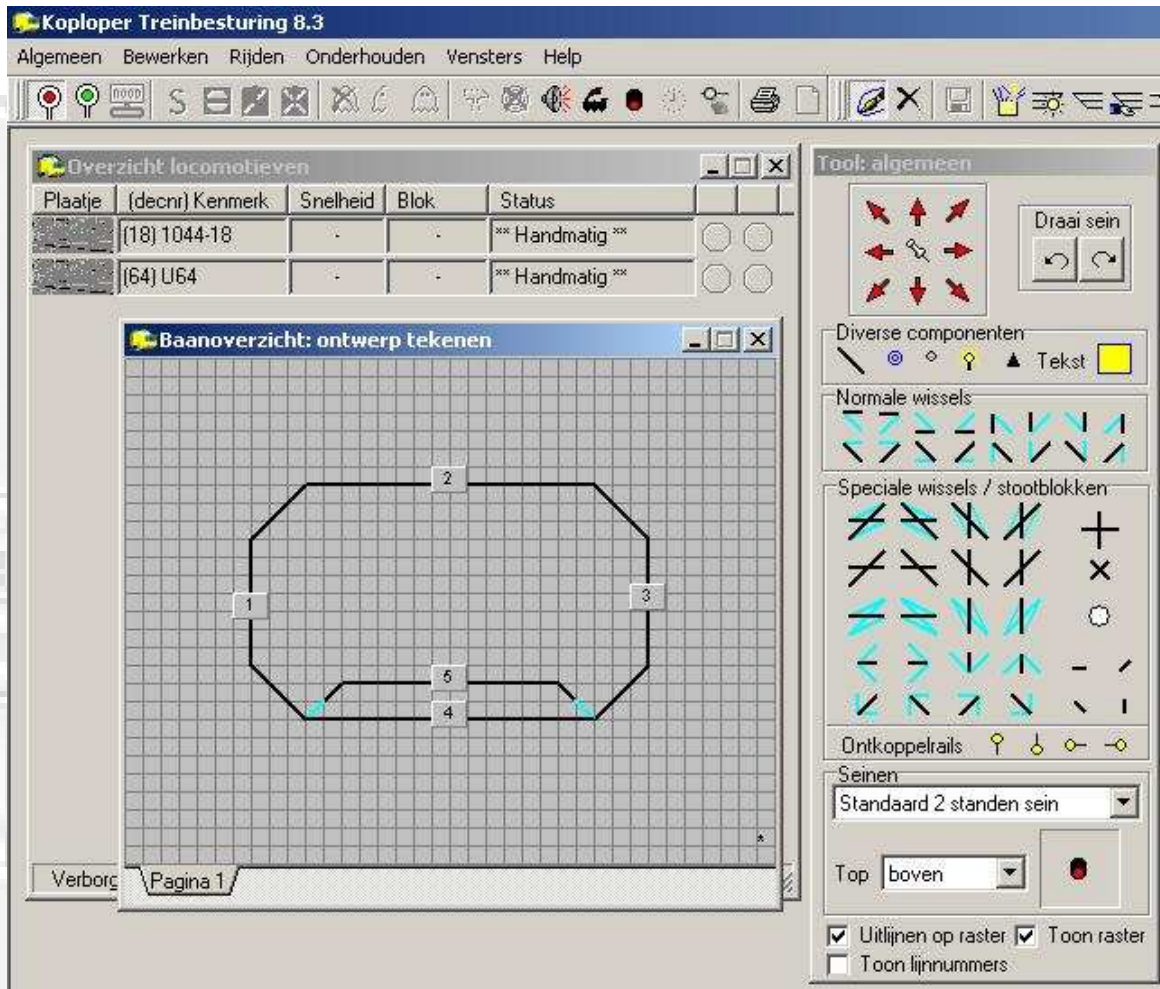 Koploper Treinbesturing 8.3
Algemeen Bewerken Rijden Onderhouden Vensters Help
NOOD
S
Overzicht locomotieven
Plaatje (decnr) Kenmerk Snelheid Blok Status
(18) 1044-18 - - ** Handmatig **
(64) U64 - - ** Handmatig **
Baanoverzicht: ontwerp tekenen
2
1
3
5
4
*
Verborg
Pagina 1
Tool: algemeen
Draai sein
Diverse componenten
Tekst
Normale wissels
Speciale wissels / stootblokken
Ontkoppelrails
Seinen
Standaard 2 standen sein
Top boven
Uitlijnen op raster Toon raster
Toon lijnnummers